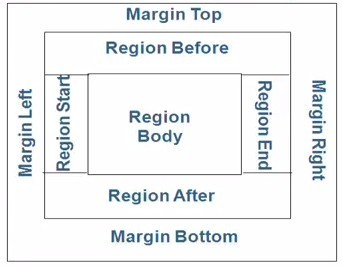 Margin Top
Region Before
Margin Left
Region Start
Region
Body
Region End
Margin Right
Region After
Margin Bottom